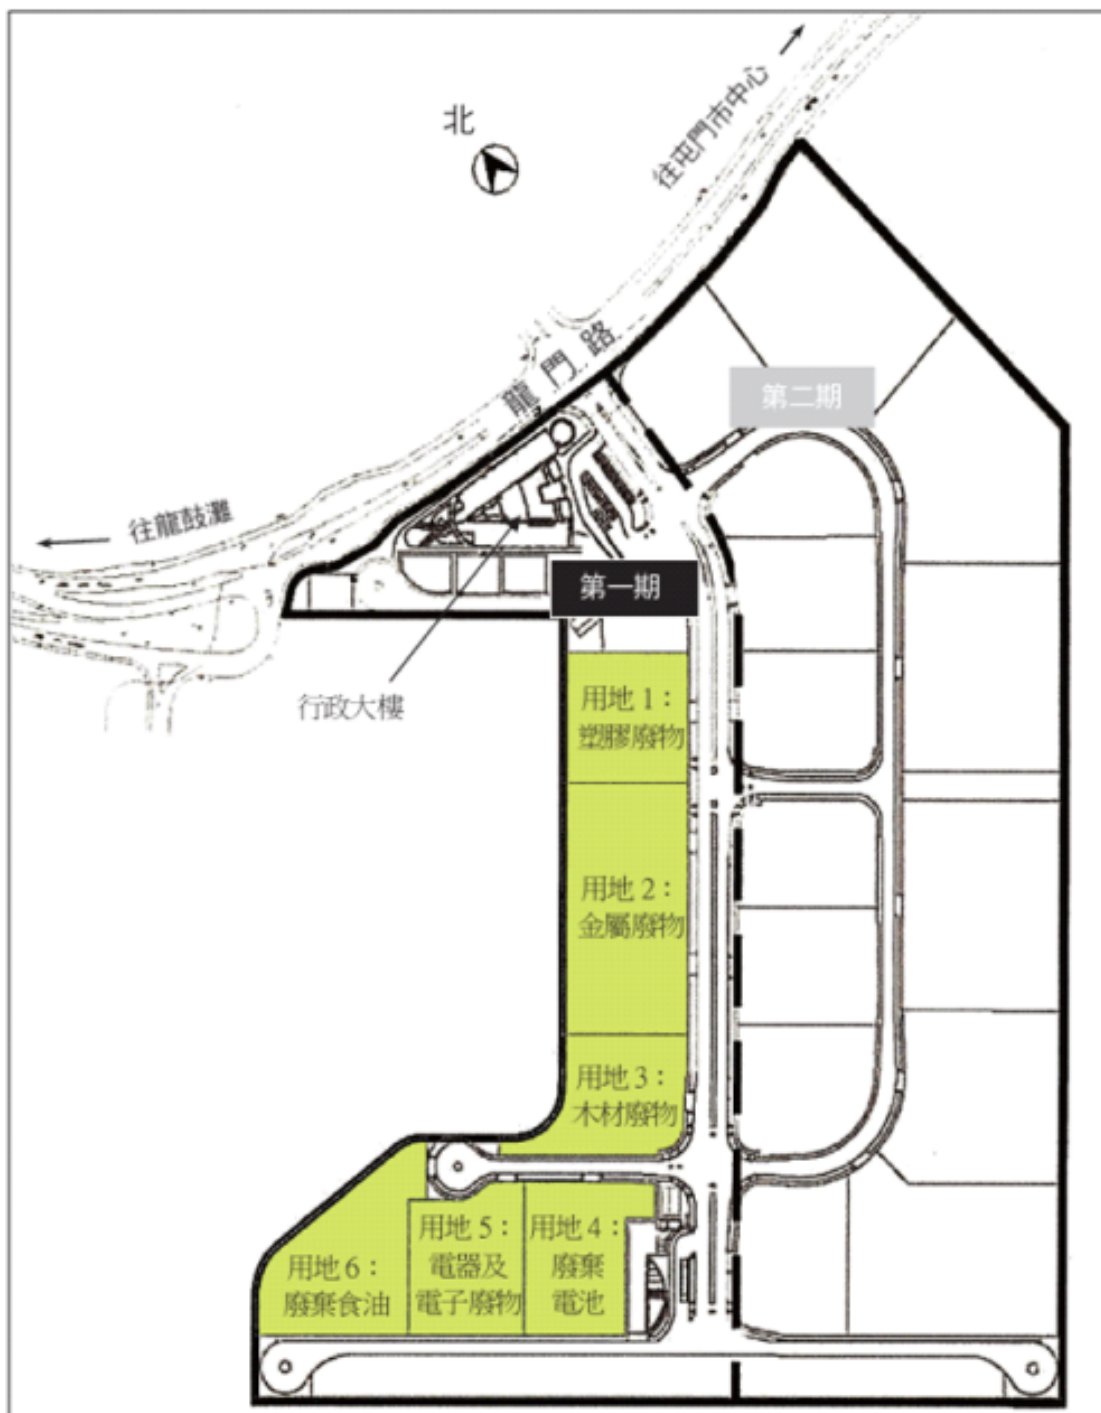 北
往屯門市中心
龍門路
第二期
往龍鼓灘
第一期
行政大樓
用地 1：
塑膠廢物
用地 2：
金屬廢物
用地 3：
木材廢物
用地 4：
廢棄
電池
用地 5：
電器及
電子廢物
用地 6：
廢棄食油